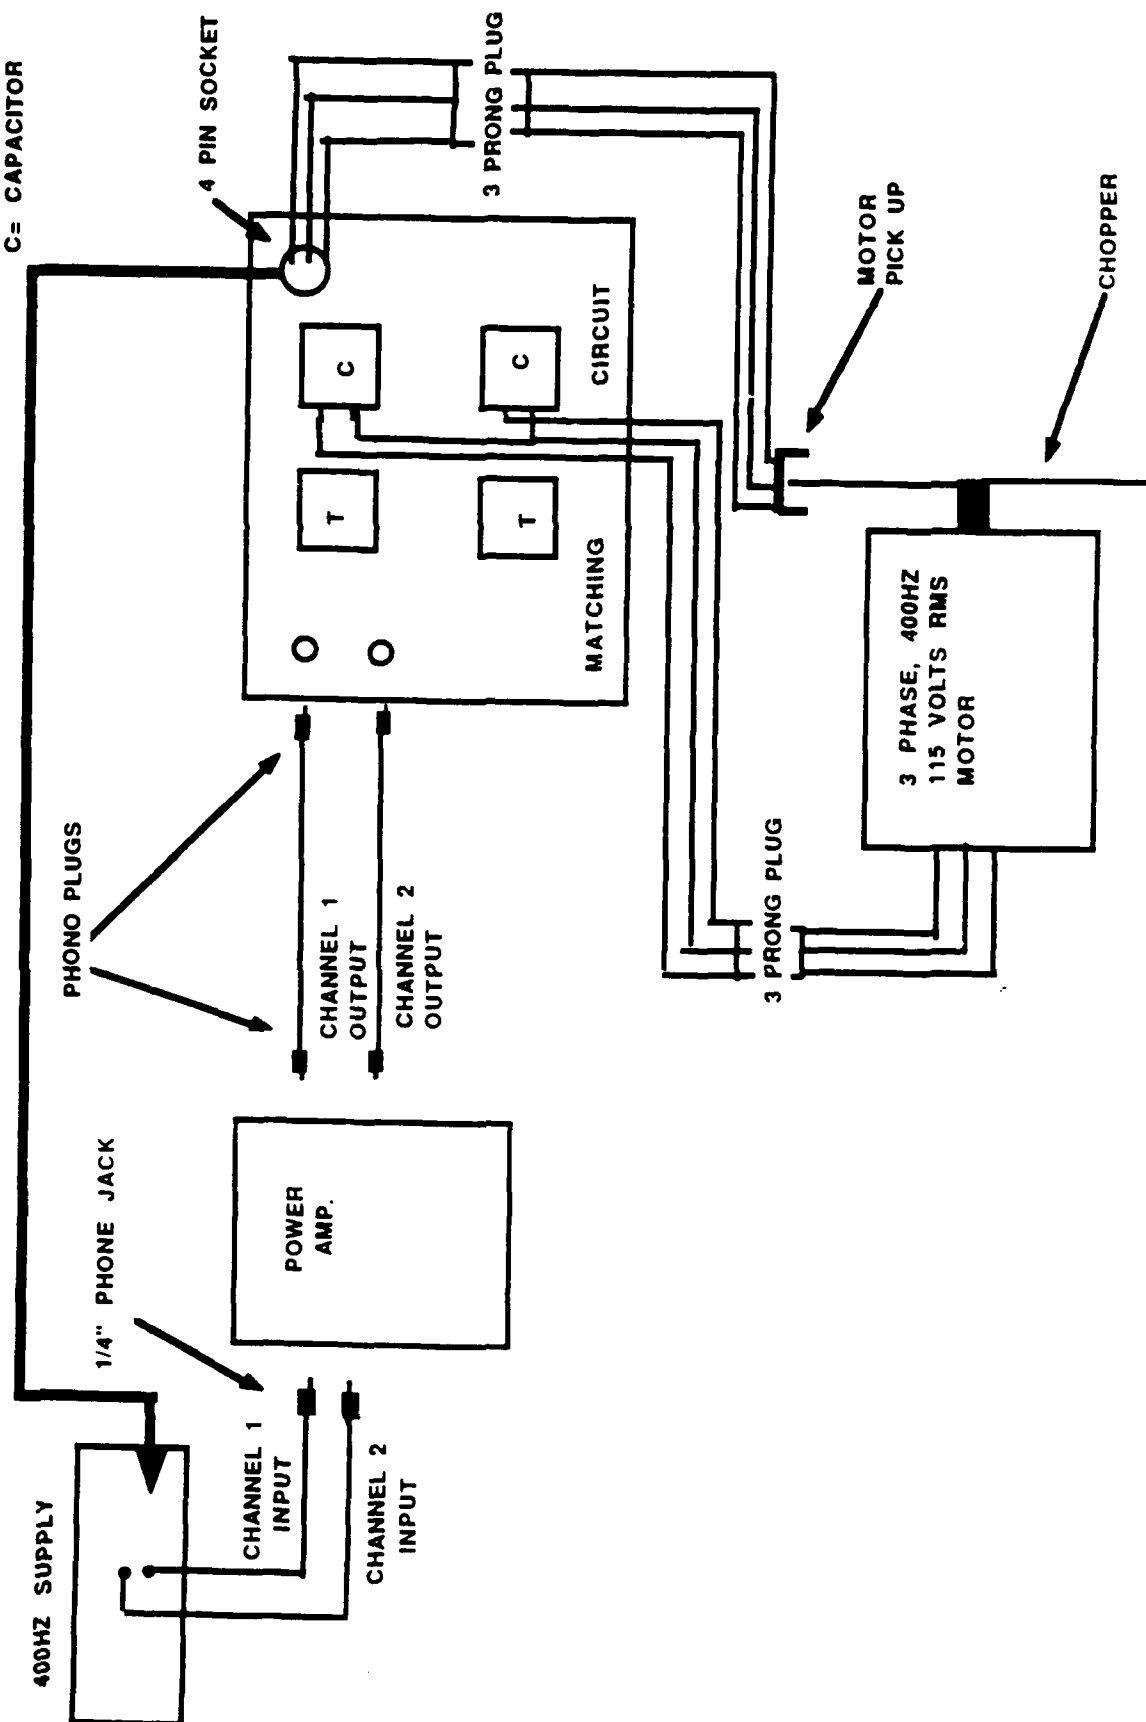 C= CAPACITOR
4 PIN SOCKET
3 PRONG PLUG
PHONO PLUGS
1/4" PHONE JACK
400HZ SUPPLY
CHANNEL 1
INPUT
CHANNEL 2
INPUT
POWER
AMP.
CHANNEL 1
OUTPUT
CHANNEL 2
OUTPUT
T
C
T
C
MATCHING CIRCUIT
MOTOR
PICK UP
CHOPPER
3 PRONG PLUG
3 PHASE, 400HZ
115 VOLTS RMS
MOTOR